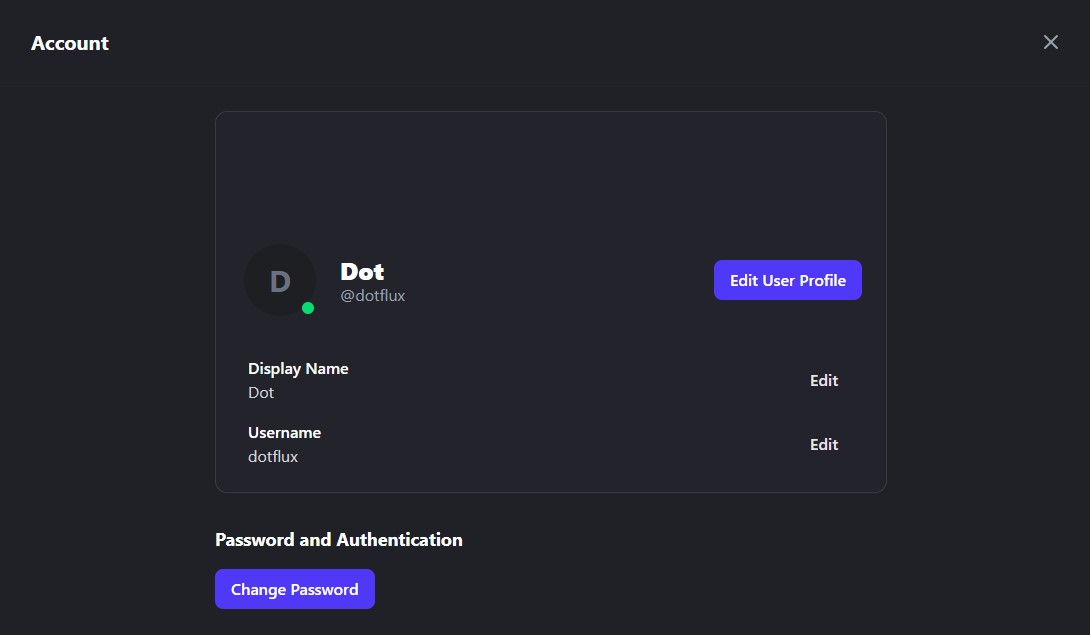 Account
D
Dot
@dotflux
Edit User Profile
Display Name
Dot
Edit
Username
dotflux
Edit
Password and Authentication
Change Password